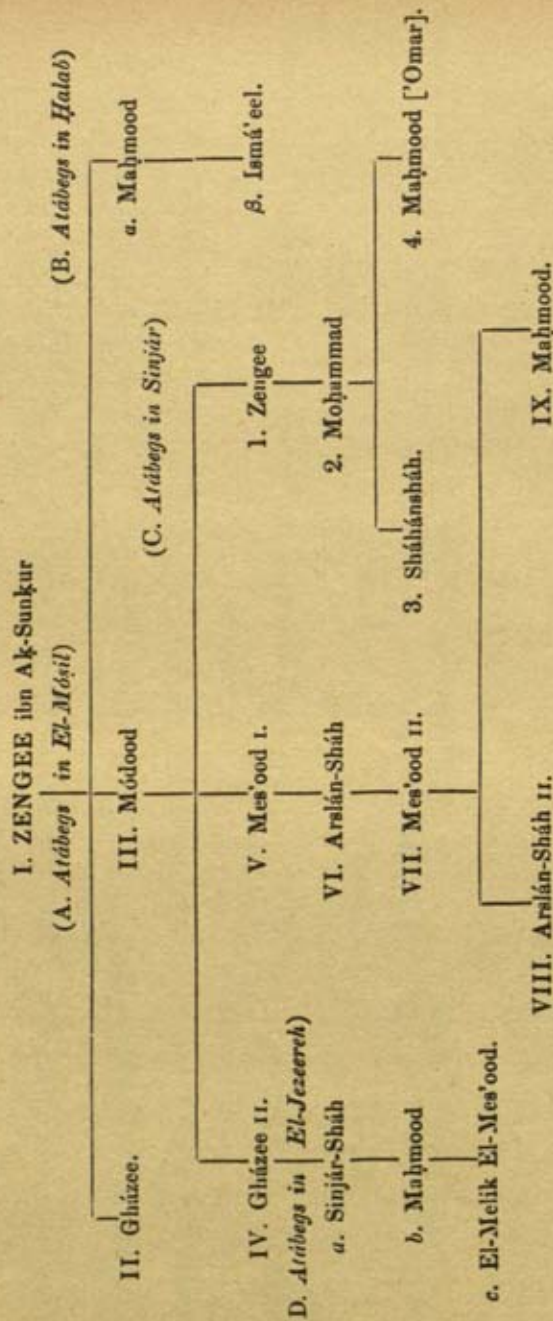 I. ZENGEE ibn Aḳ-Sunḳur
(A. Atábegs in El-Móṣil)
(B. Atábegs in Ḥalab)
II. Gházee.
III. Módood
a. Maḥmood
(C. Atábegs in Sinjár)
β. Ismá'eel.
IV. Gházee II.
V. Mes'ood I.
1. Zengee
D. Atábegs in El-Jezeereh)
a. Sinjár-Sháh
VI. Arslán-Sháh
2. Moḥammad
b. Maḥmood
VII. Mes'ood II.
3. Sháhánsháh.
4. Maḥmood ['Omar].
c. El-Melik El-Mes'ood.
VIII. Arslán-Sháh II.
IX. Maḥmood.